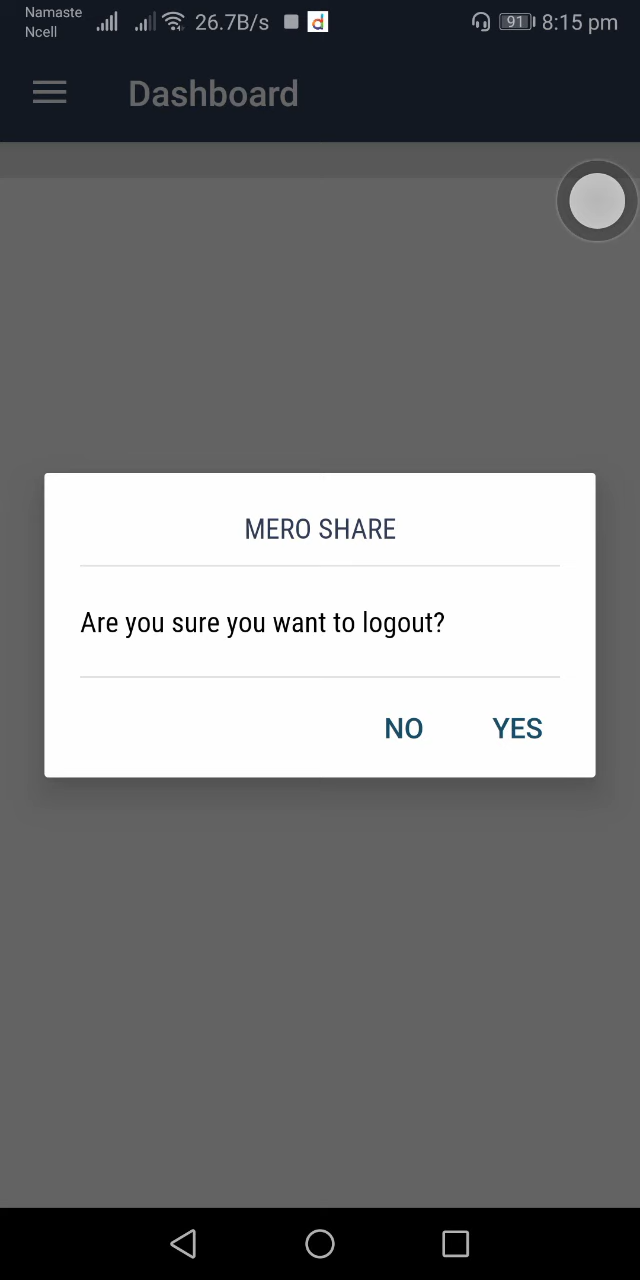 Namaste
Ncell
26.7B/s
d
91
8:15 pm
Dashboard
MERO SHARE
Are you sure you want to logout?
NO YES